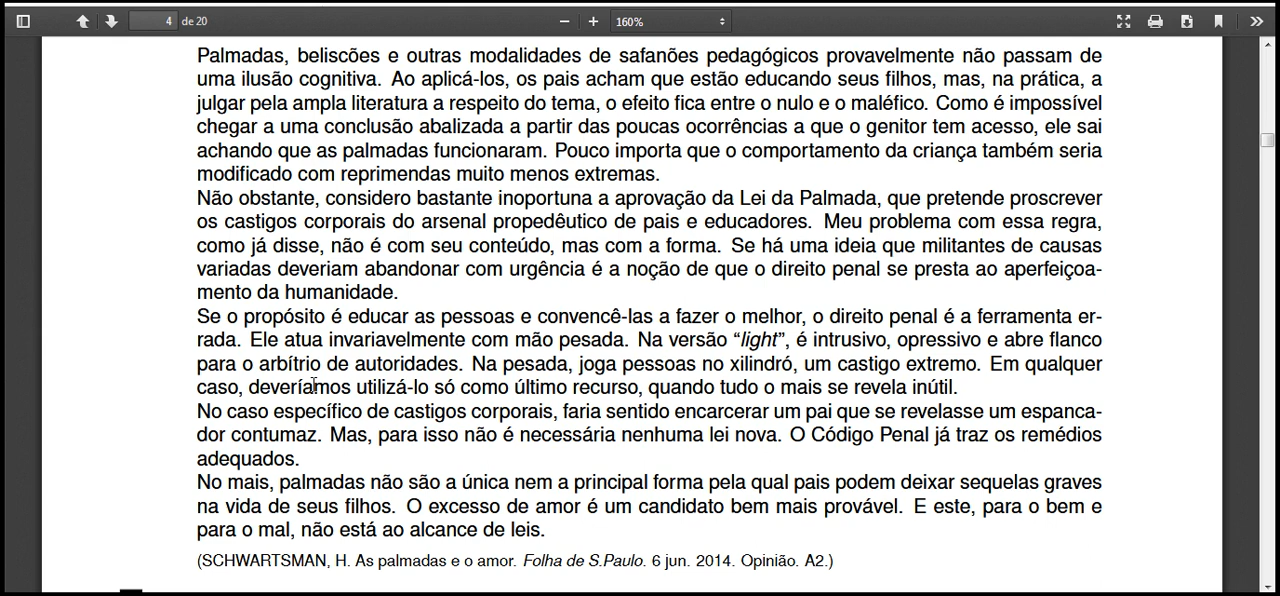 4 de 20
160%
Palmadas, beliscões e outras modalidades de safanões pedagógicos provavelmente não passam de
uma ilusão cognitiva. Ao aplicá-los, os pais acham que estão educando seus filhos, mas, na prática, a
julgar pela ampla literatura a respeito do tema, o efeito fica entre o nulo e o maléfico. Como é impossível
chegar a uma conclusão abalizada a partir das poucas ocorrências a que o genitor tem acesso, ele sai
achando que as palmadas funcionaram. Pouco importa que o comportamento da criança também seria
modificado com reprimendas muito menos extremas.
Não obstante, considero bastante inoportuna a aprovação da Lei da Palmada, que pretende proscrever
os castigos corporais do arsenal propedêutico de pais e educadores. Meu problema com essa regra,
como já disse, não é com seu conteúdo, mas com a forma. Se há uma ideia que militantes de causas
variadas deveriam abandonar com urgência é a noção de que o direito penal se presta ao aperfeiçoa-
mento da humanidade.
Se o propósito é educar as pessoas e convencê-las a fazer o melhor, o direito penal é a ferramenta er-
rada. Ele atua invariavelmente com mão pesada. Na versão “light”, é intrusivo, opressivo e abre flanco
para o arbítrio de autoridades. Na pesada, joga pessoas no xilindró, um castigo extremo. Em qualquer
caso, deveríamos utilizá-lo só como último recurso, quando tudo o mais se revela inútil.
No caso específico de castigos corporais, faria sentido encarcerar um pai que se revelasse um espanca-
dor contumaz. Mas, para isso não é necessária nenhuma lei nova. O Código Penal já traz os remédios
adequados.
No mais, palmadas não são a única nem a principal forma pela qual pais podem deixar sequelas graves
na vida de seus filhos. O excesso de amor é um candidato bem mais provável. E este, para o bem e
para o mal, não está ao alcance de leis.
(SCHWARTSMAN, H. As palmadas e o amor. Folha de S.Paulo. 6 jun. 2014. Opinião. A2.)